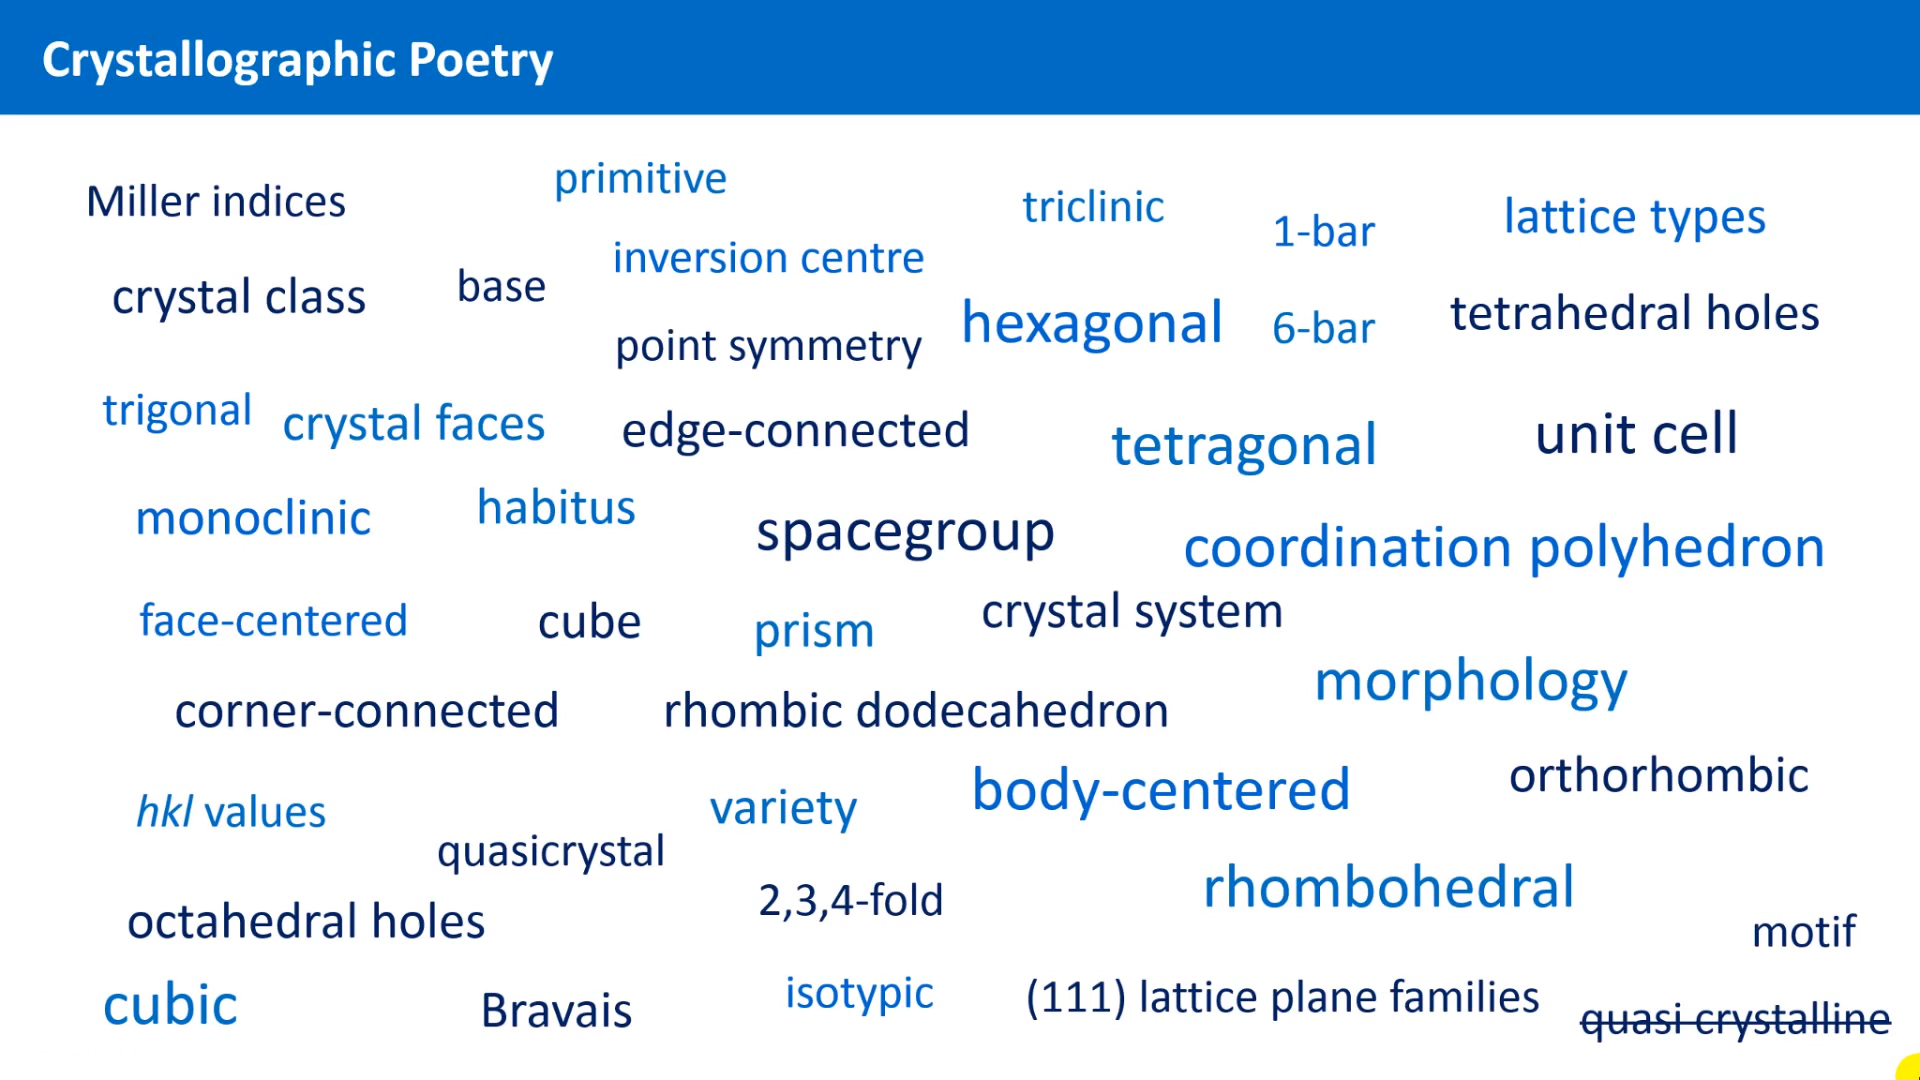 Crystallographic Poetry
primitive
Miller indices
triclinic
1-bar
lattice types
inversion centre
crystal class
base
hexagonal
6-bar
tetrahedral holes
point symmetry
trigonal
crystal faces
edge-connected
tetragonal
unit cell
monoclinic
habitus
spacegroup
coordination polyhedron
face-centered
cube
prism
crystal system
morphology
corner-connected
rhombic dodecahedron
hkl values
variety
body-centered
orthorhombic
quasicrystal
2,3,4-fold
rhombohedral
octahedral holes
motif
cubic
Bravais
isotypic
(111) lattice plane families
quasi crystalline